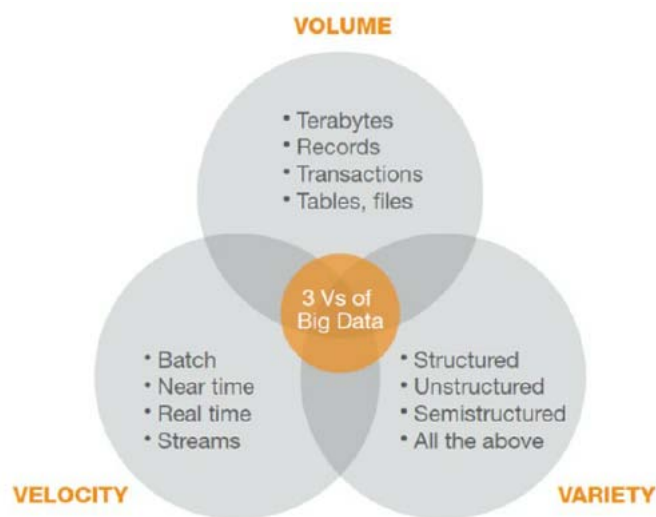 VOLUME
• Terabytes
• Records
• Transactions
• Tables, files
3 Vs of
Big Data
• Batch
• Near time
• Real time
• Streams
• Structured
• Unstructured
• Semistructured
• All the above
VELOCITY
VARIETY